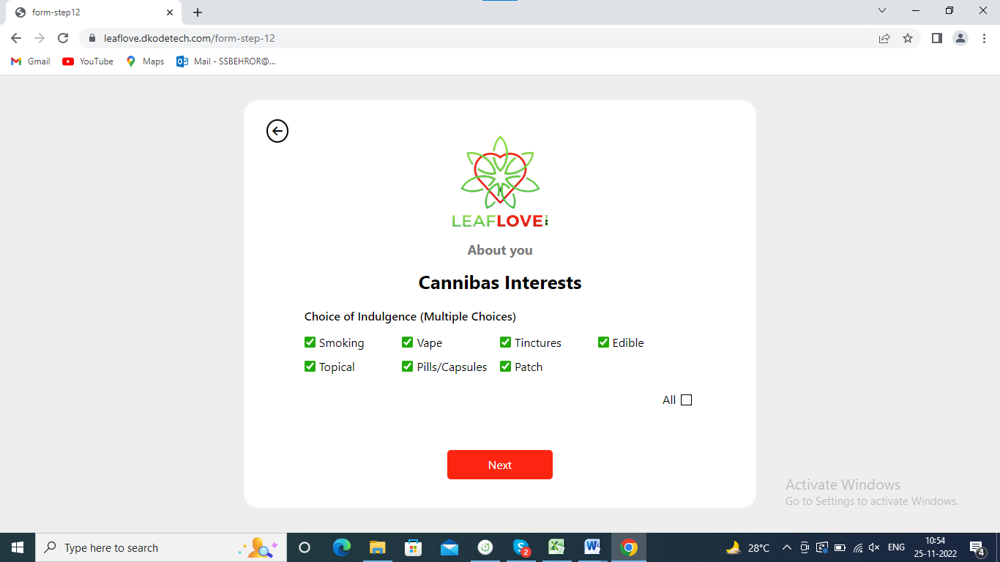 form-step12
leaflove.dkodetech.com/form-step-12
Gmail YouTube Maps Mail - SSBEHROR@...
LEAFLOVE
About you
Cannibas Interests
Choice of Indulgence (Multiple Choices)
Smoking Vape Tinctures Edible
Topical Pills/Capsules Patch
All
Next
Activate Windows
Go to Settings to activate Windows.
Type here to search
2
28°C
ENG
10:54
25-11-2022
4